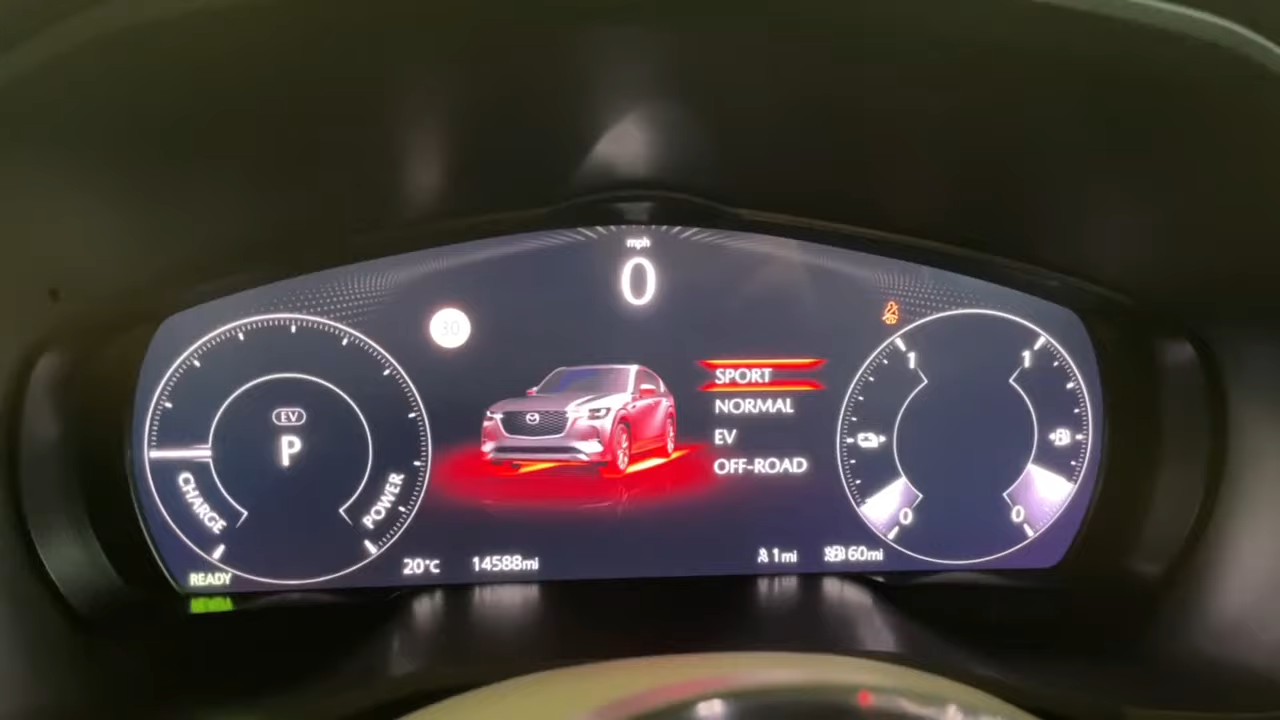 mph
0
30
SPORT
NORMAL
EV
OFF-ROAD
EV
P
CHARGE
POWER
1
1
0
0
20°C
14588mi
1mi
60mi
READY